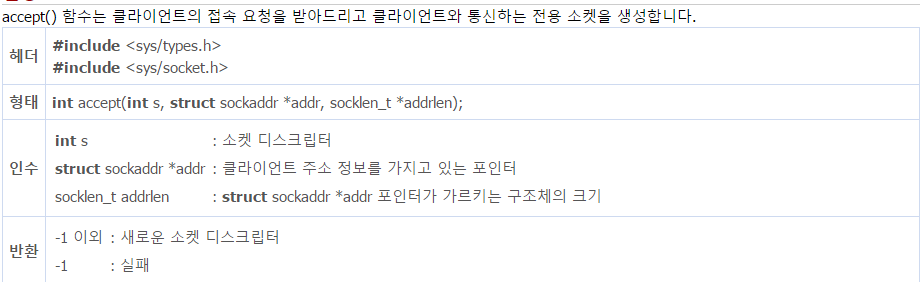 accept() 함수는 클라이언트의 접속 요청을 받아드리고 클라이언트와 통신하는 전용 소켓을 생성합니다.
헤더
#include <sys/types.h>
#include <sys/socket.h>
형태
int accept(int s, struct sockaddr *addr, socklen_t *addrlen);
인수
int s : 소켓 디스크립터
struct sockaddr *addr : 클라이언트 주소 정보를 가지고 있는 포인터
socklen_t addrlen : struct sockaddr *addr 포인터가 가르키는 구조체의 크기
반환
-1 이외 : 새로운 소켓 디스크립터
-1 : 실패